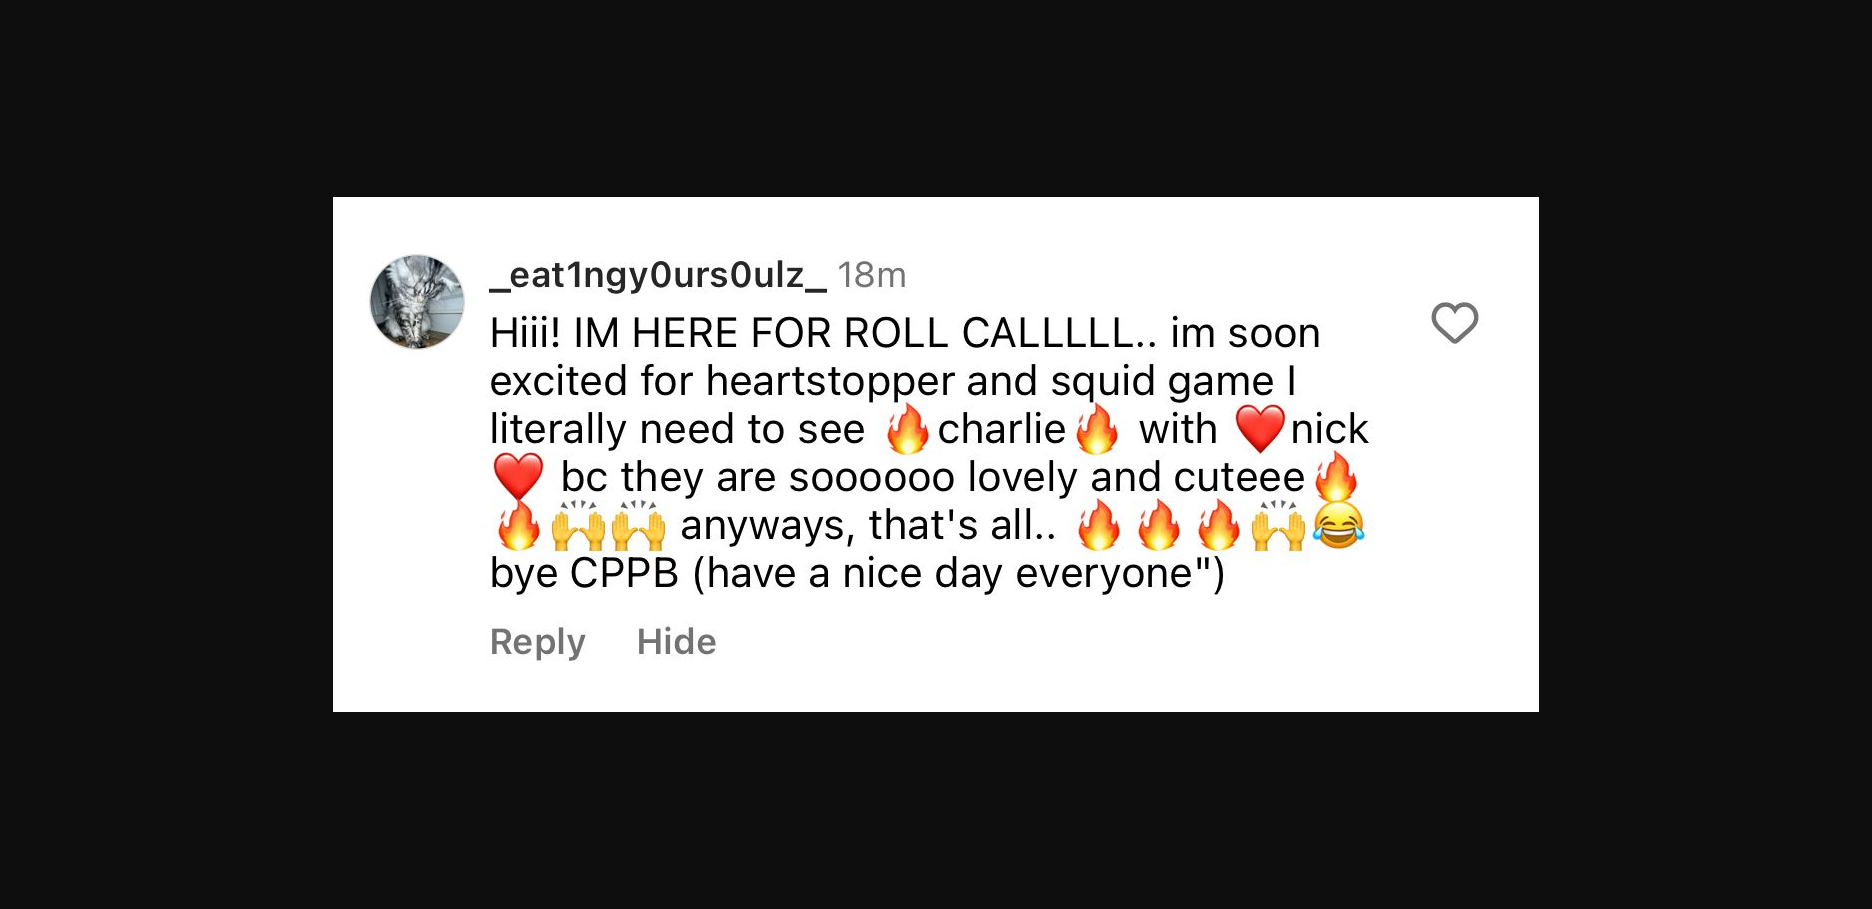 _eat1ngy0urs0ulz_ 18m
Hiii! IM HERE FOR ROLL CALLLLL.. im soon
excited for heartstopper and squid game I
literally need to see 🔥charlie🔥 with ❤️nick
❤️ bc they are soooooo lovely and cuteee🔥
🔥🙌🙌 anyways, that's all.. 🔥🔥🔥🙌😂
bye CPPB (have a nice day everyone")
Reply Hide